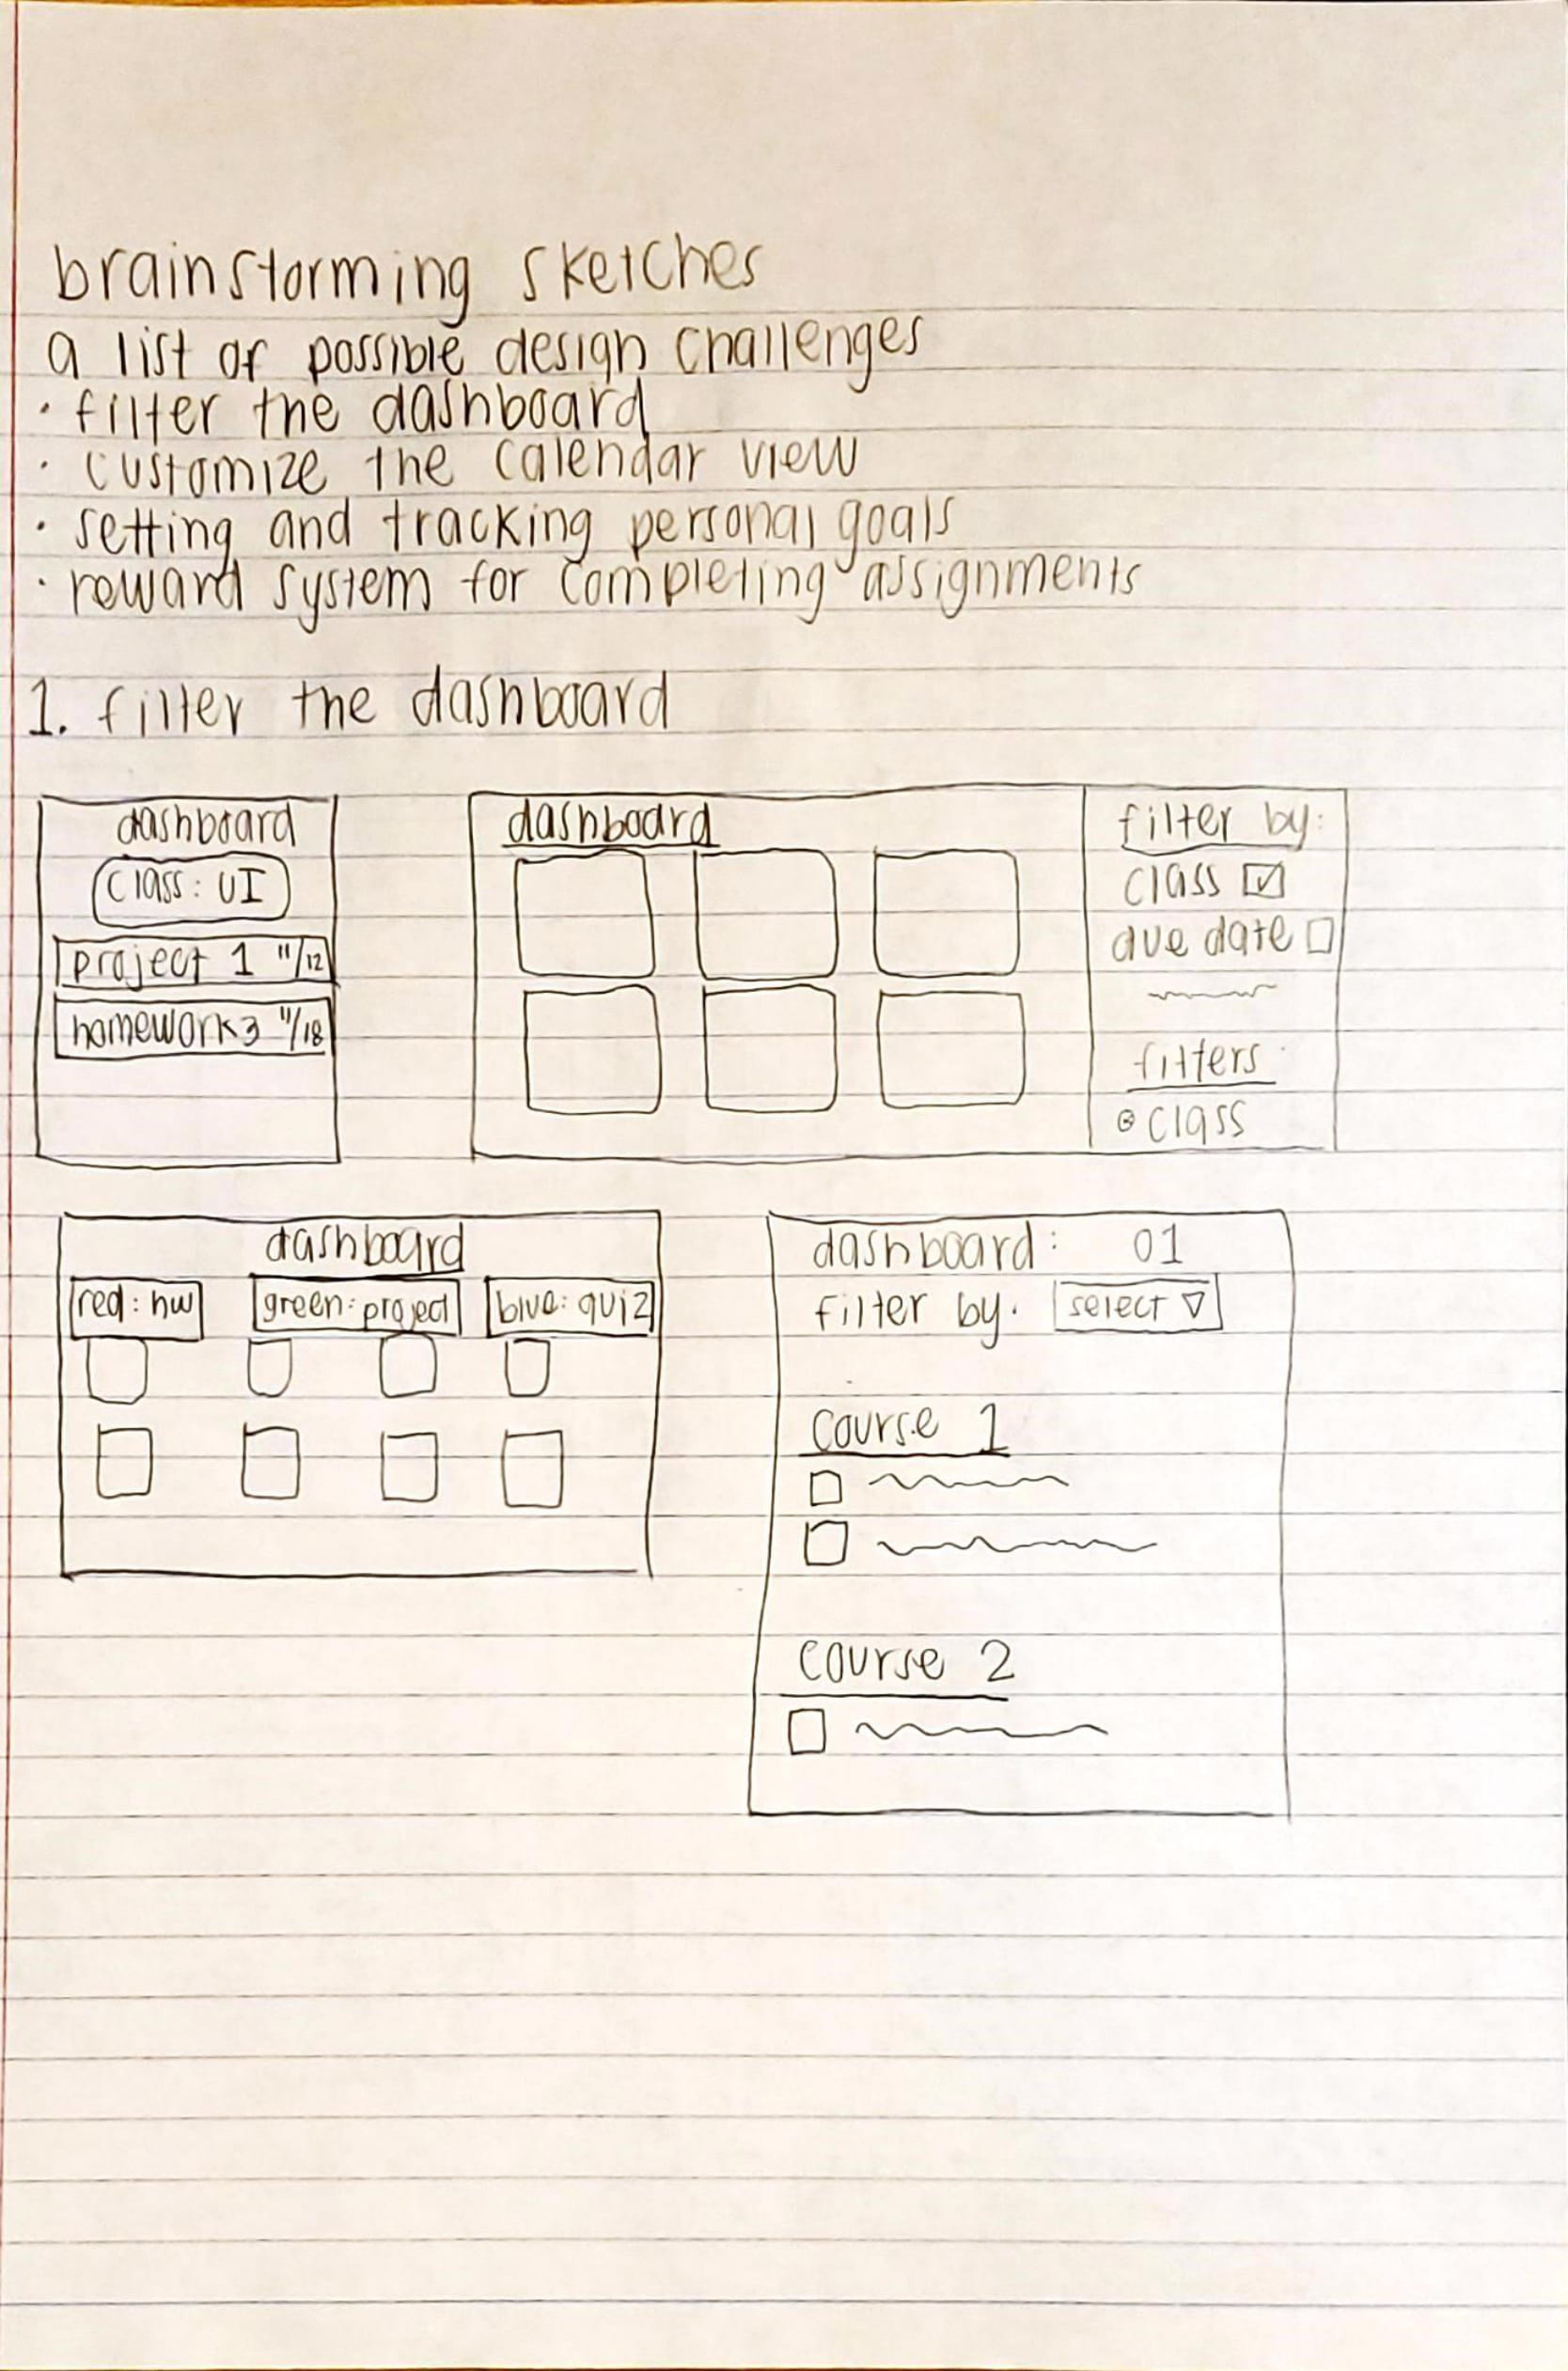 brainstorming sketches
a list of possible design challenges
· filter the dashboard
· customize the calendar view
· setting and tracking personal goals
· reward system for completing assignments
1. filter the dashboard
dashboard
class: UI
project 1 11/12
homework3 11/18
dashboard
filter by:
class
due date
filters
class
dashboard
red: hw
green: project
blue: quiz
dashboard: 01
filter by. select
course 1
course 2